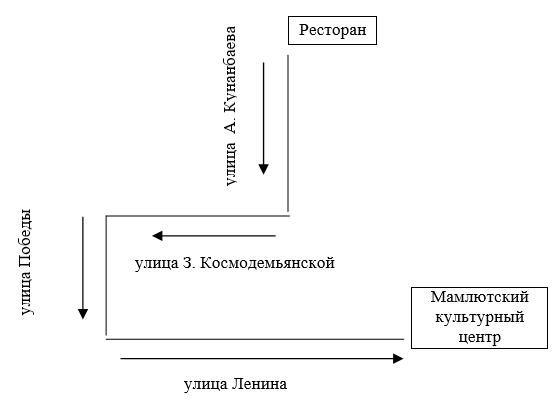 Ресторан
улица А. Кунанбаева
улица Победы
улица З. Космодемьянской
Мамлютский
культурный
центр
улица Ленина